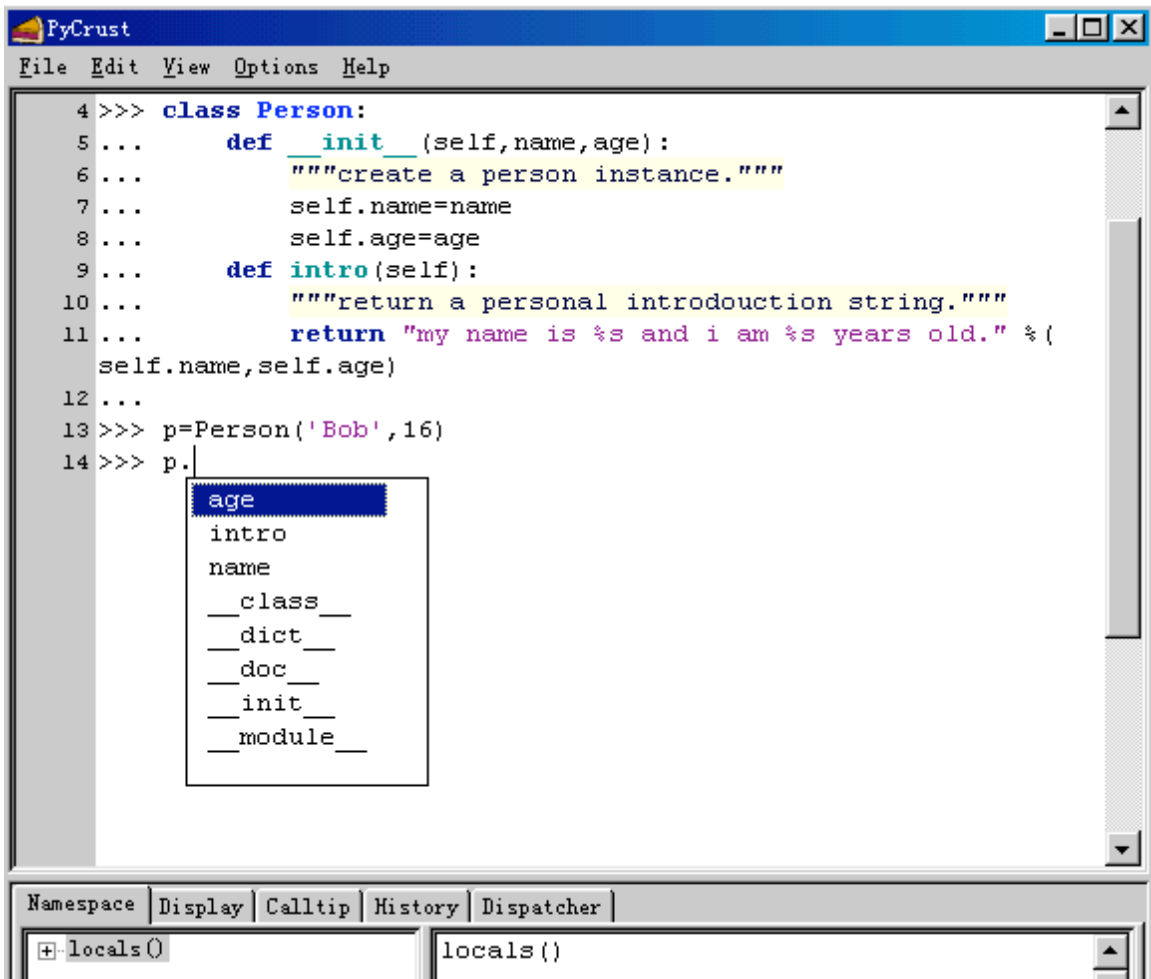 PyCrust
File Edit View Options Help
4 >>> class Person:
5 ...     def __init__(self,name,age):
6 ...         """create a person instance."""
7 ...         self.name=name
8 ...         self.age=age
9 ...     def intro(self):
10 ...         """return a personal introdouction string."""
11 ...         return "my name is %s and i am %s years old." %(
self.name,self.age)
12 ...
13 >>> p=Person('Bob',16)
14 >>> p.
age
intro
name
__class__
__dict__
__doc__
__init__
__module__
Namespace Display Calltip History Dispatcher
locals() locals()